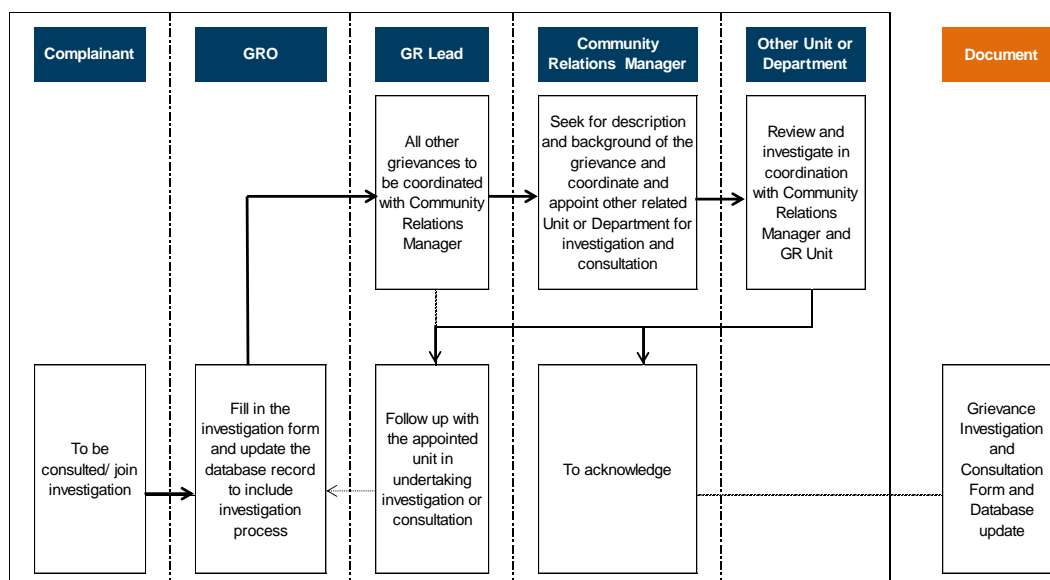 Complainant
GRO
GR Lead
Community
Relations Manager
Other Unit or
Department
Document
All other
grievances to
be coordinated
with Community
Relations
Manager
Seek for description
and background of the
grievance and
coordinate and
appoint other related
Unit or Department for
investigation and
consultation
Review and
investigate in
coordination with
Community
Relations
Manager and
GR Unit
To be
consulted/ join
investigation
Fill in the
investigation form
and update the
database record
to include
investigation
process
Follow up with
the appointed
unit in
undertaking
investigation or
consultation
To acknowledge
Grievance
Investigation
and
Consultation
Form and
Database
update